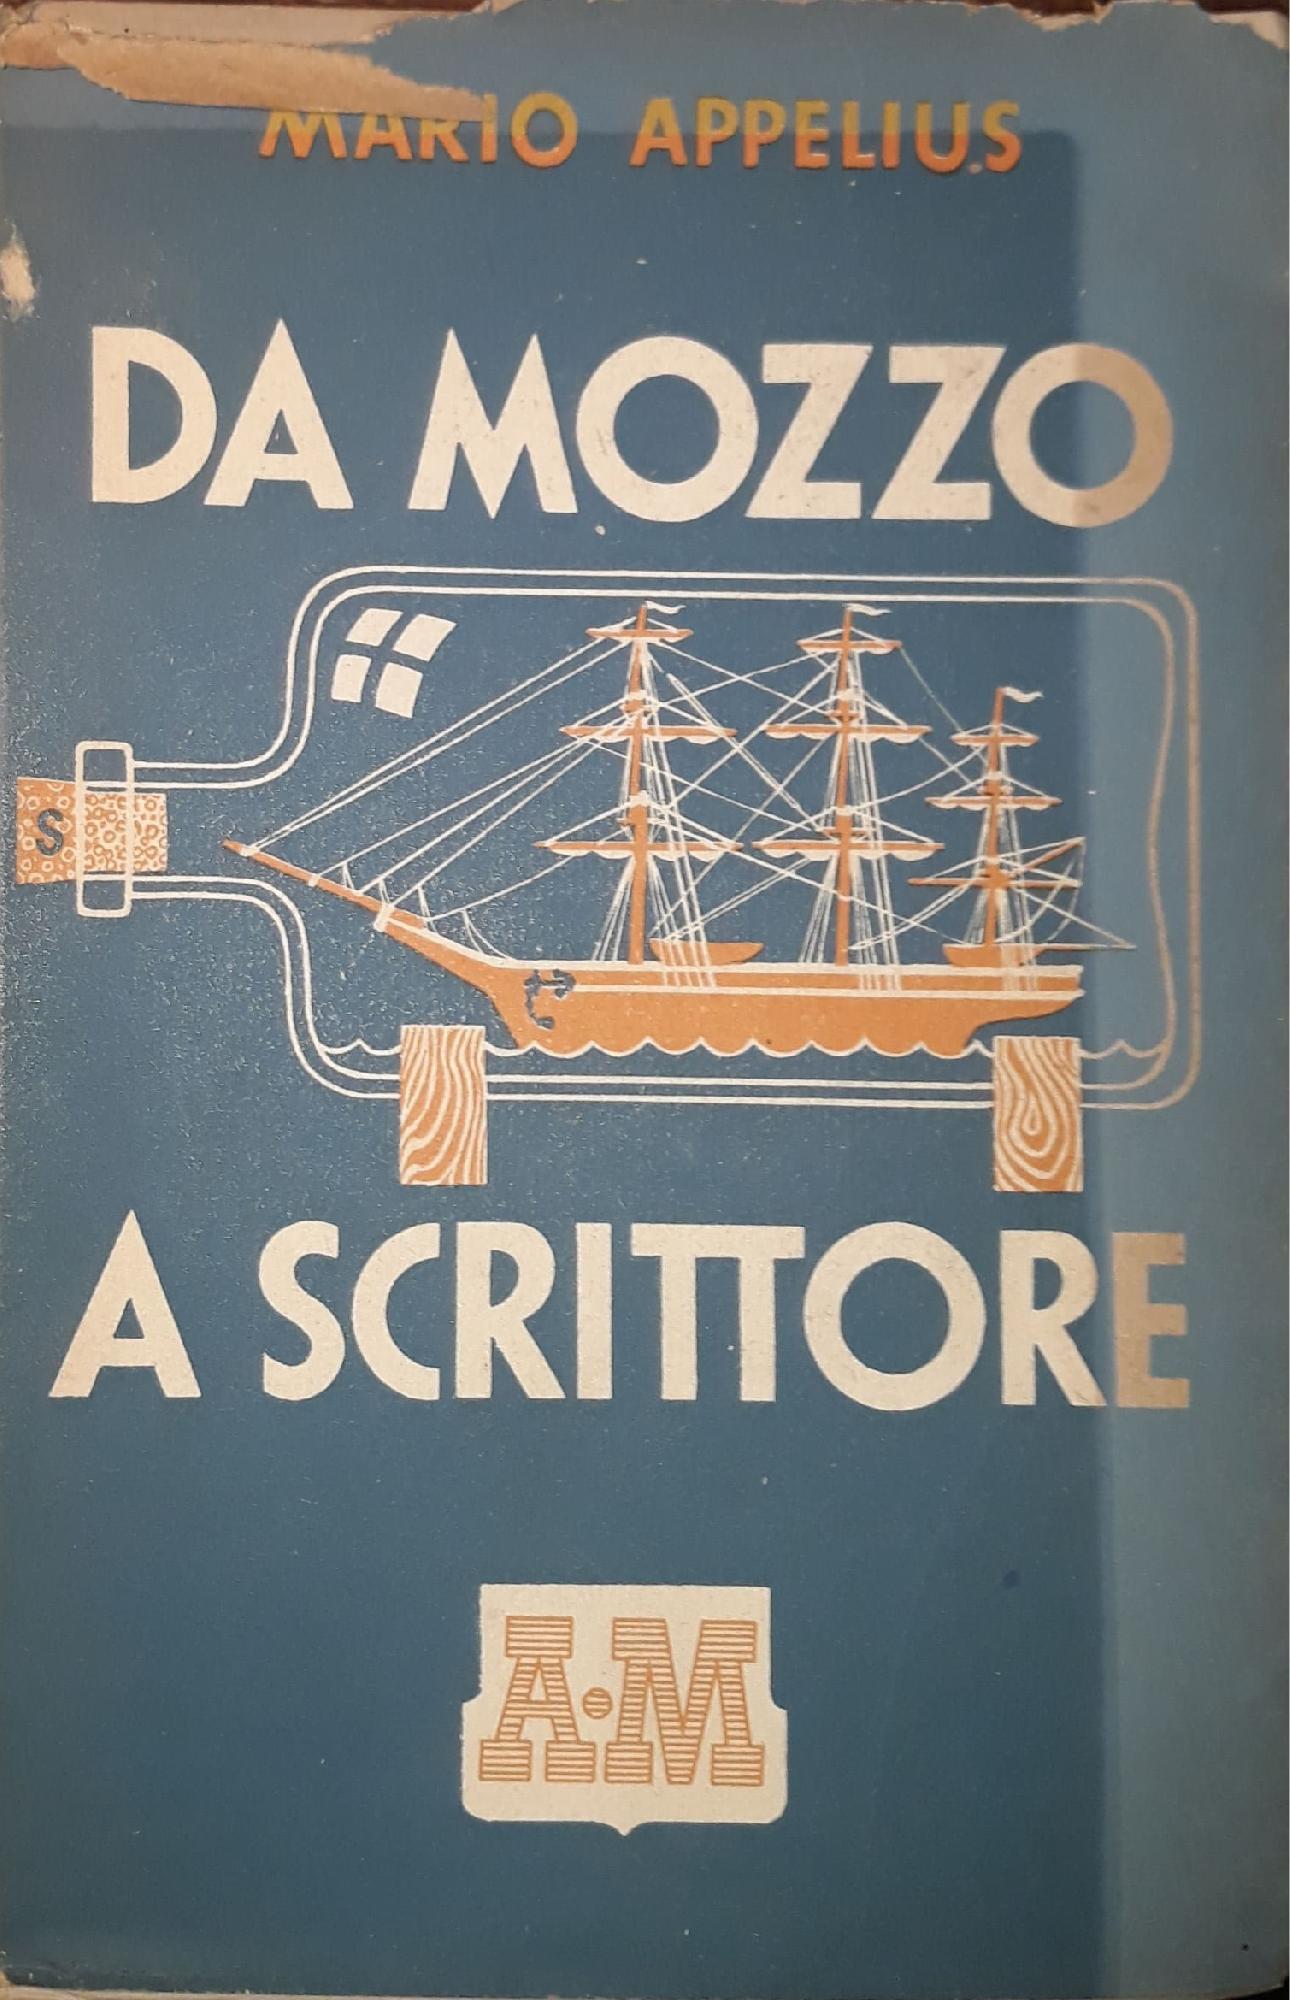 MARIO APPELIUS
DA MOZZO
S
A SCRITTORE
A·M